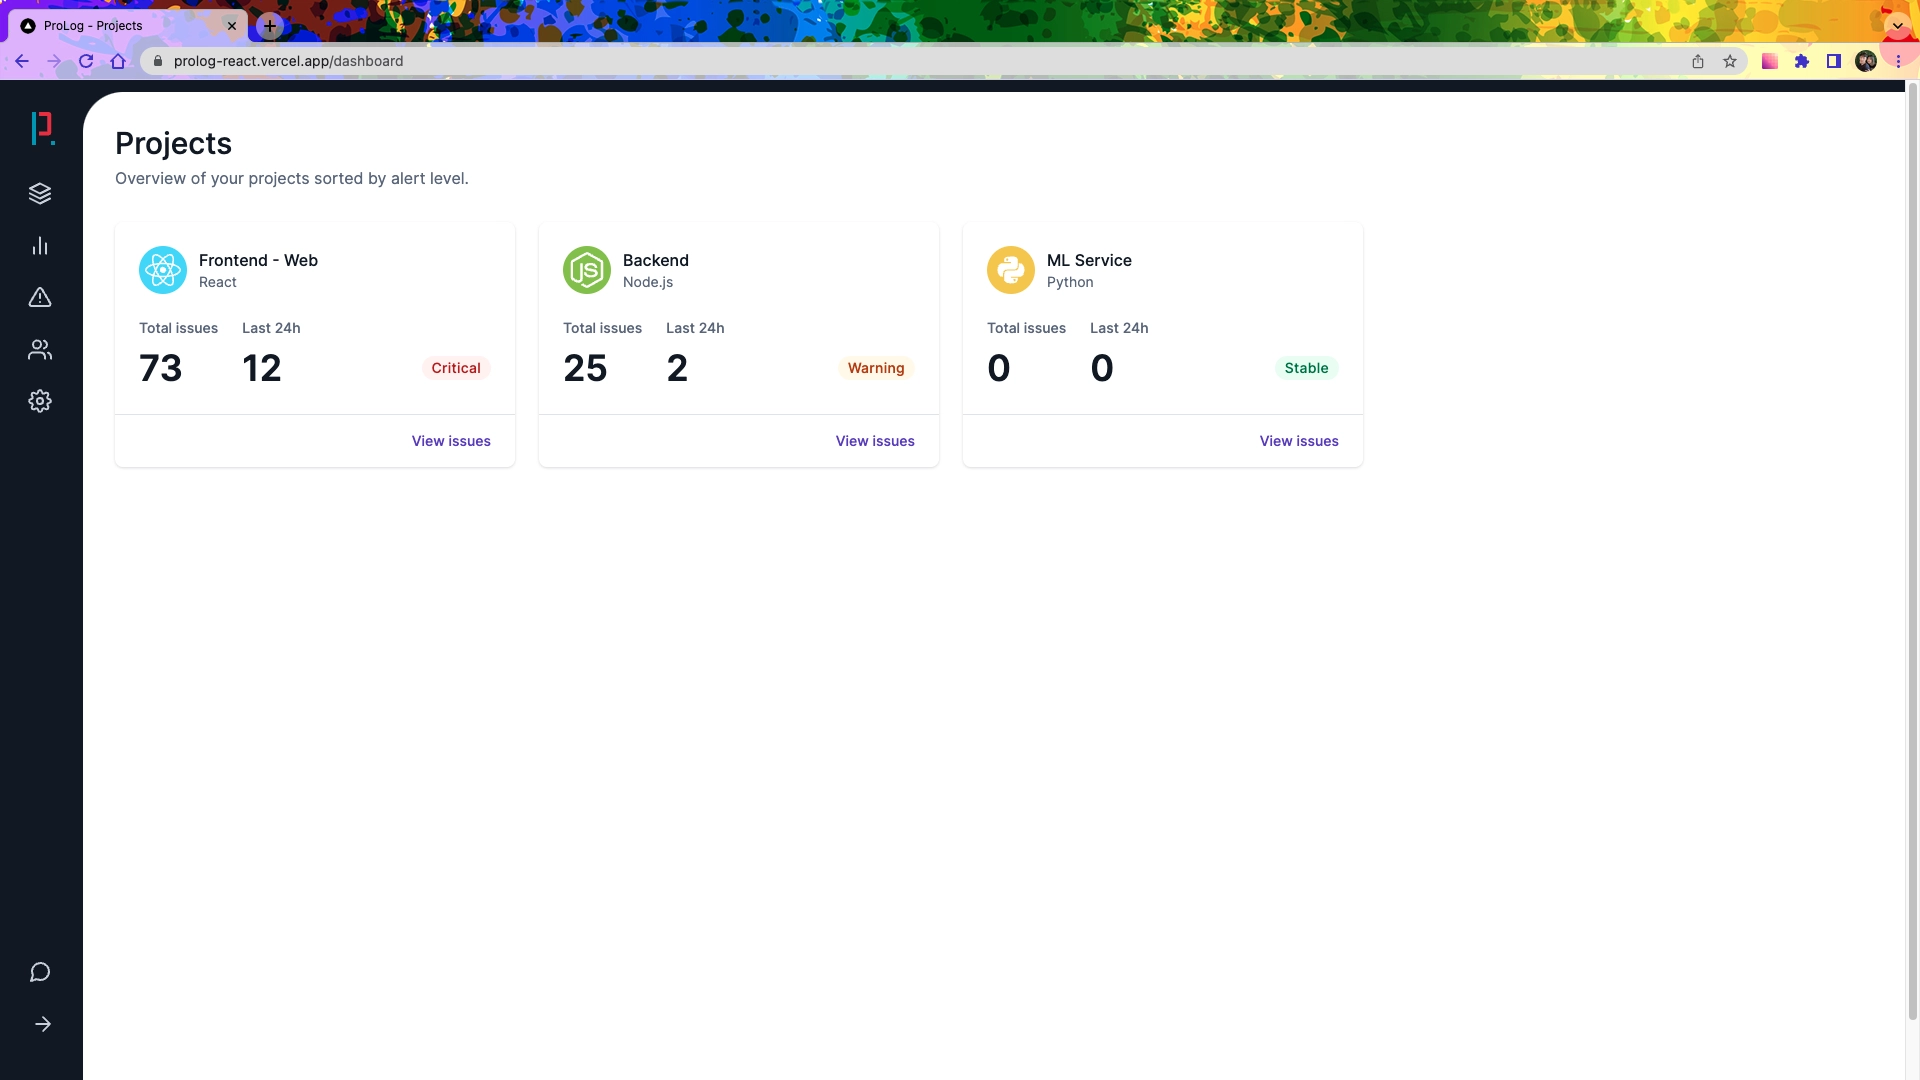 ProLog - Projects
prolog-react.vercel.app/dashboard
Projects
Overview of your projects sorted by alert level.
Frontend - Web
React
Total issues Last 24h
73 12 Critical
View issues
Backend
Node.js
Total issues Last 24h
25 2 Warning
View issues
ML Service
Python
Total issues Last 24h
0 0 Stable
View issues